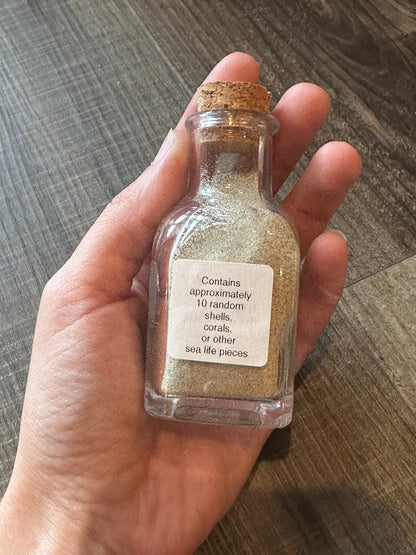 Contains
approximately
10 random
shells,
corals,
or other
sea life pieces